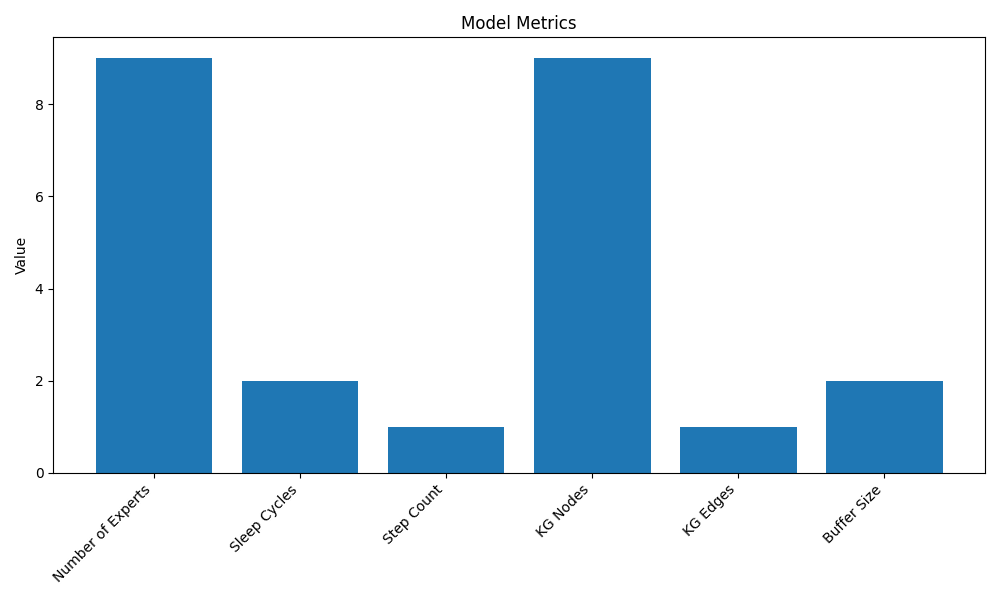 Model Metrics
Value
8
6
4
2
0
Number of Experts
Sleep Cycles
Step Count
KG Nodes
KG Edges
Buffer Size